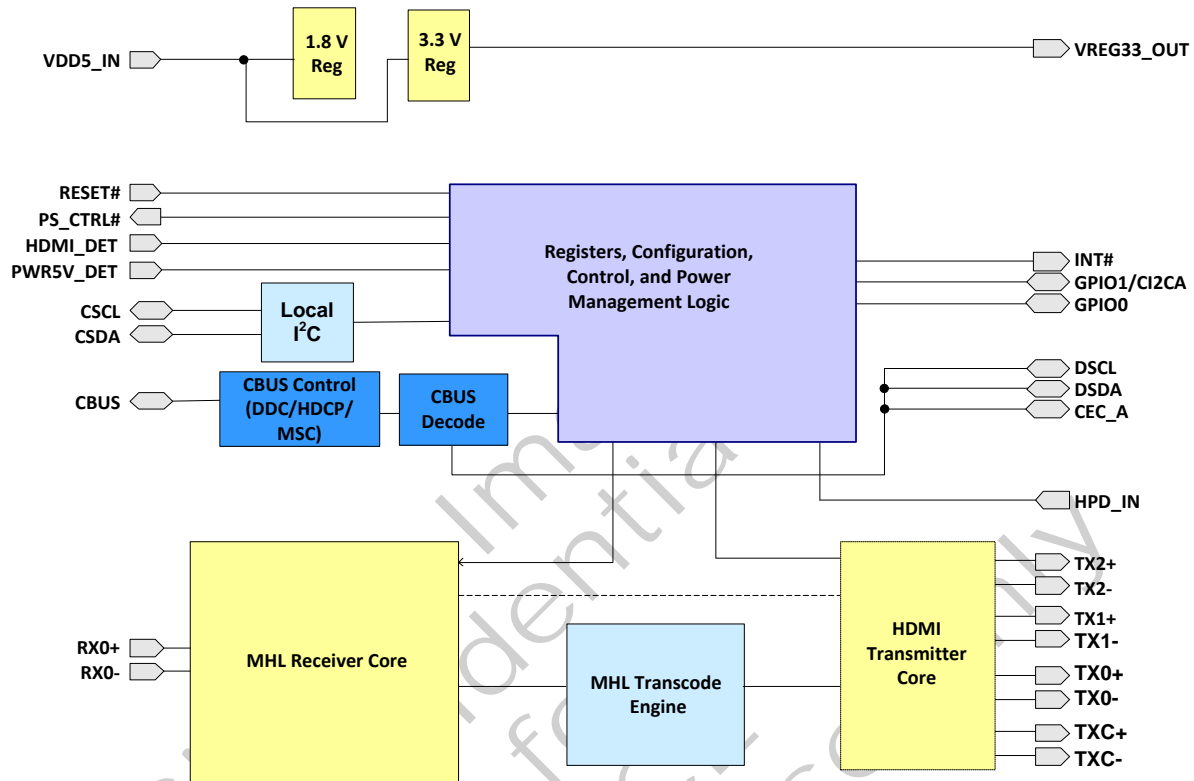 1.8 V
Reg
3.3 V
Reg
VDD5_IN
VREG33_OUT
RESET#
PS_CTRL#
HDMI_DET
PWR5V_DET
CSCL
CSDA
Local
I²C
Registers, Configuration,
Control, and Power
Management Logic
INT#
GPIO1/CI2CA
GPIO0
CBUS
CBUS Control
(DDC/HDCP/
MSC)
CBUS
Decode
DSCL
DSDA
CEC_A
HPD_IN
RX0+
RX0-
MHL Receiver Core
MHL Transcode
Engine
HDMI
Transmitter
Core
TX2+
TX2-
TX1+
TX1-
TX0+
TX0-
TXC+
TXC-